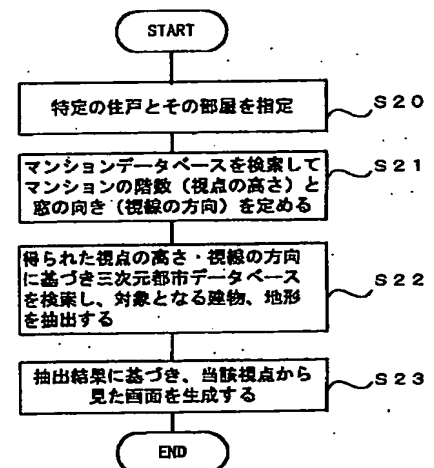 START
特定の住戸とその部屋を指定
S20
マンションデータベースを検索して
マンションの階数（視点の高さ）と
窓の向き（視線の方向）を定める
S21
得られた視点の高さ・視線の方向
に基づき三次元都市データベース
を検索し、対象となる建物、地形
を抽出する
S22
抽出結果に基づき、当該視点から
見た画面を生成する
S23
END